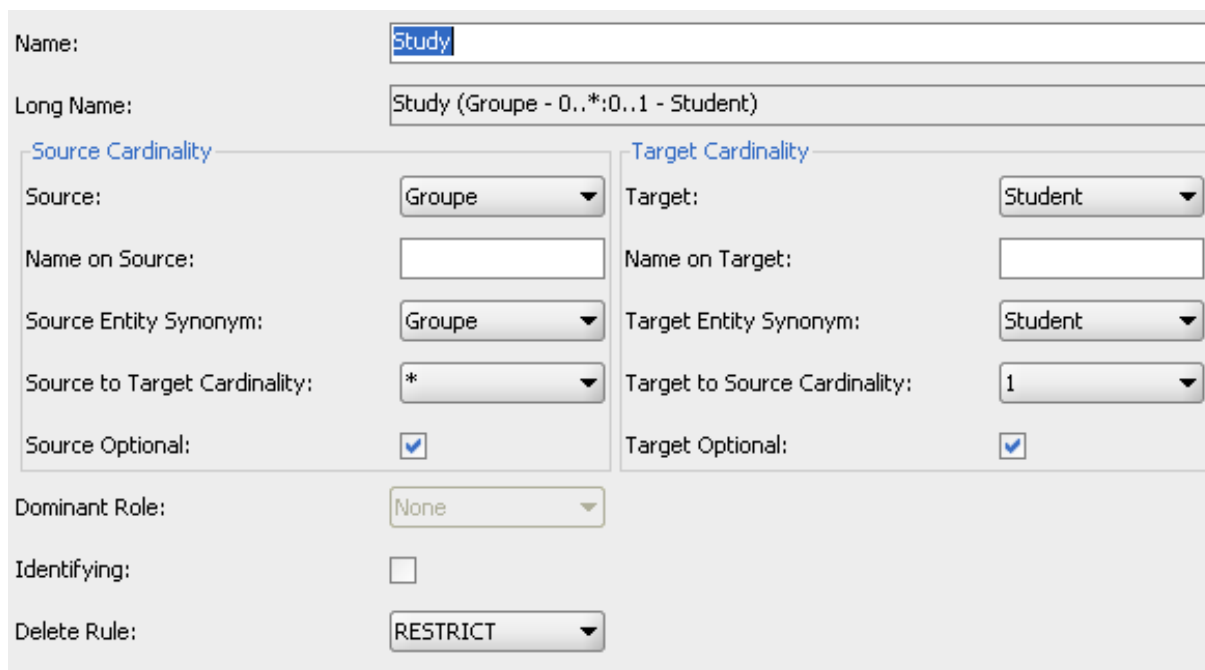 Name: Study
Long Name: Study (Groupe - 0..*:0..1 - Student)
Source Cardinality
Source: Groupe
Name on Source:
Source Entity Synonym: Groupe
Source to Target Cardinality: *
Source Optional:
Target Cardinality
Target: Student
Name on Target:
Target Entity Synonym: Student
Target to Source Cardinality: 1
Target Optional:
Dominant Role: None
Identifying:
Delete Rule: RESTRICT